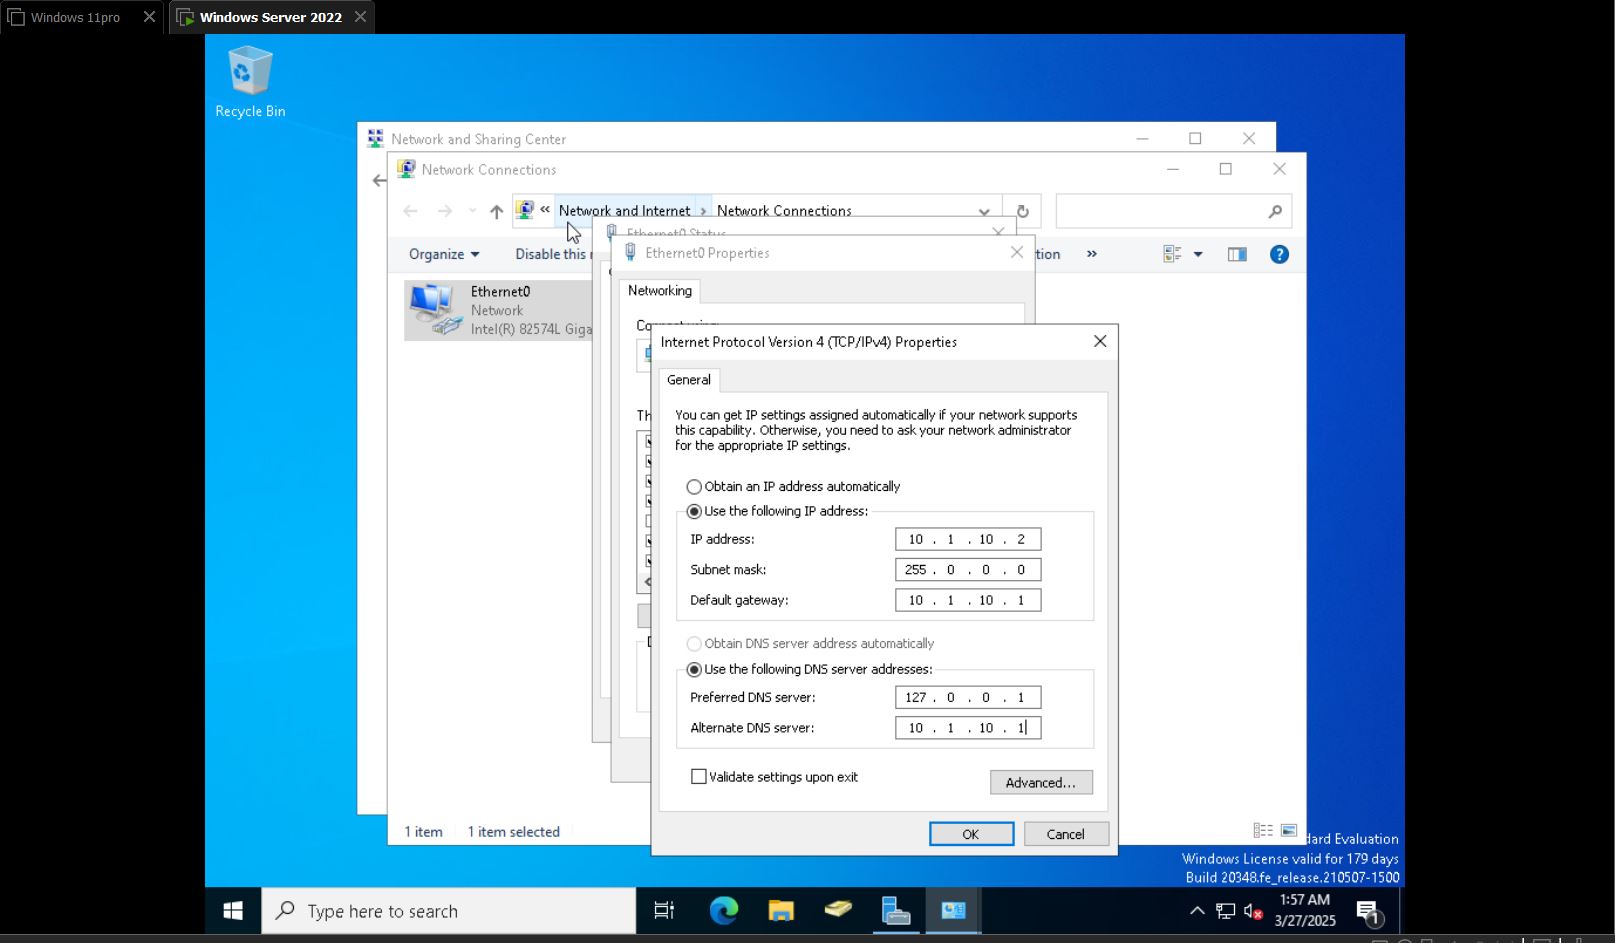 Windows 11pro
Windows Server 2022
Recycle Bin
Network and Sharing Center
Network Connections
« Network and Internet › Network Connections
Ethernet0 Status
Ethernet0 Properties
Organize
Disable this
tion
»
Ethernet0
Network
Intel(R) 82574L Giga
Networking
Internet Protocol Version 4 (TCP/IPv4) Properties
General
You can get IP settings assigned automatically if your network supports
this capability. Otherwise, you need to ask your network administrator
for the appropriate IP settings.
Obtain an IP address automatically
Use the following IP address:
IP address: 10 . 1 . 10 . 2
Subnet mask: 255 . 0 . 0 . 0
Default gateway: 10 . 1 . 10 . 1
Obtain DNS server address automatically
Use the following DNS server addresses:
Preferred DNS server: 127 . 0 . 0 . 1
Alternate DNS server: 10 . 1 . 10 . 1
Validate settings upon exit
Advanced...
OK Cancel
1 item 1 item selected
dard Evaluation
Windows License valid for 179 days
Build 20348.fe_release.210507-1500
Type here to search
1:57 AM
3/27/2025
1